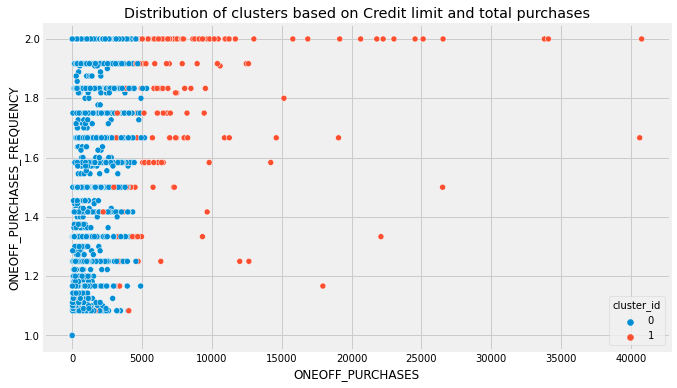 Distribution of clusters based on Credit limit and total purchases
2.0
1.8
1.6
1.4
1.2
1.0
ONEOFF_PURCHASES_FREQUENCY
cluster_id
0
1
0 5000 10000 15000 20000 25000 30000 35000 40000
ONEOFF_PURCHASES